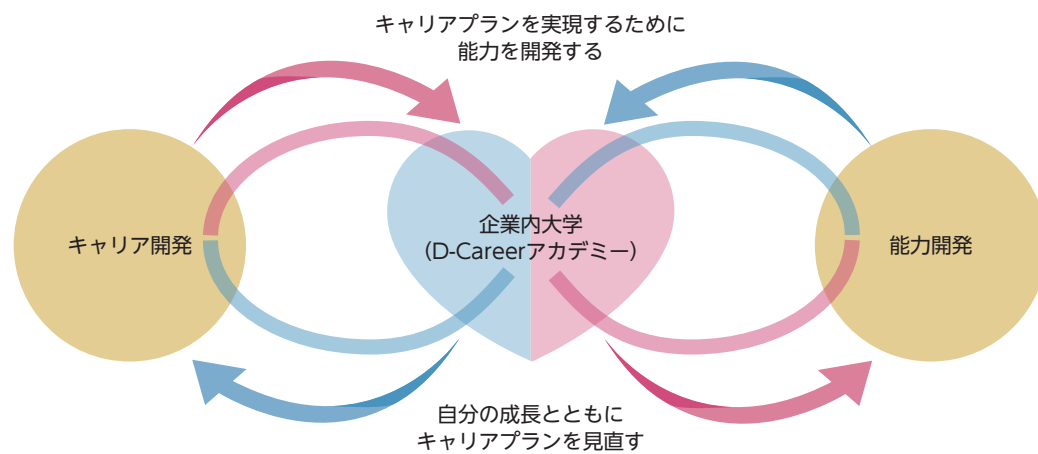 キャリアプランを実現するために
能力を開発する
キャリア開発
企業内大学
（D-Careerアカデミー）
能力開発
自分の成長とともに
キャリアプランを見直す